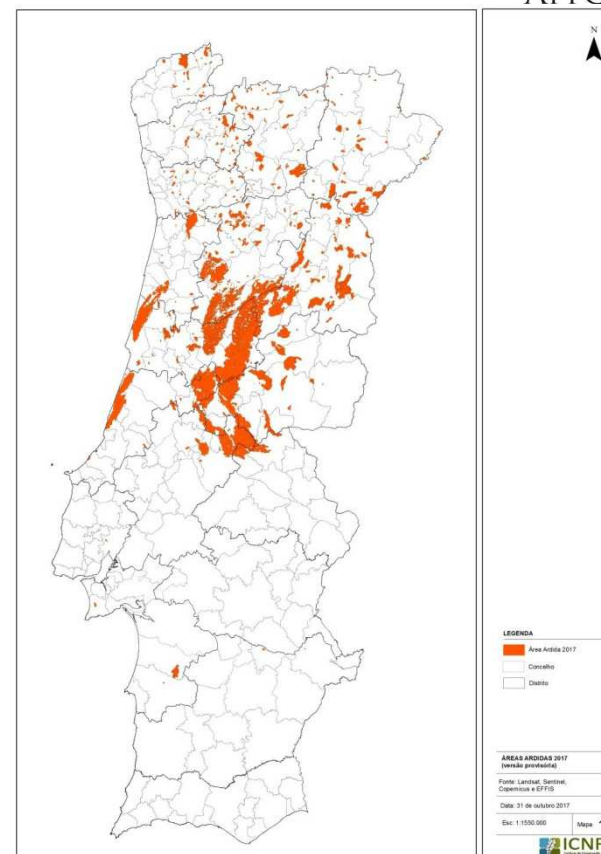 N
LEGENDA
Área Ardida 2017
Concelho
Distrito
ÁREAS ARDIDAS 2017
(versão provisória)
Fonte: Landsat, Sentinel,
Copernicus e EFFIS
Data: 31 de outubro 2017
Esc: 1:1550.000
Mapa
ICNF